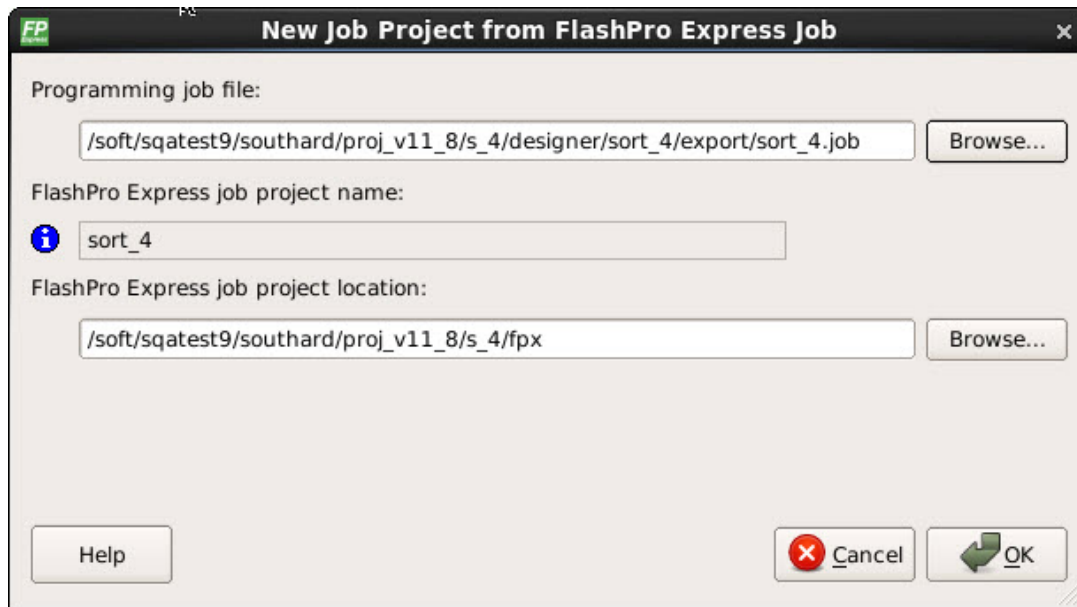 FP
Express
New Job Project from FlashPro Express Job
Programming job file:
/soft/sqatest9/southard/proj_v11_8/s_4/designer/sort_4/export/sort_4.job
Browse...
FlashPro Express job project name:
sort_4
FlashPro Express job project location:
/soft/sqatest9/southard/proj_v11_8/s_4/fpx
Browse...
Help
Cancel
OK